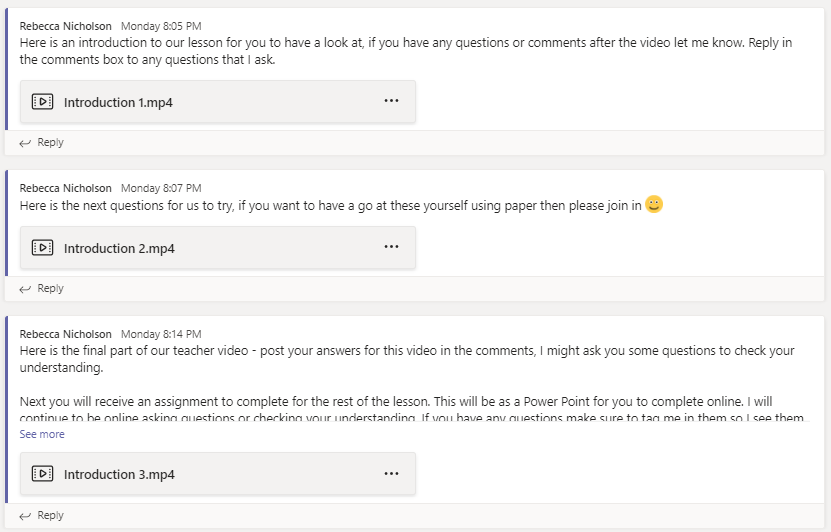 Rebecca Nicholson Monday 8:05 PM
Here is an introduction to our lesson for you to have a look at, if you have any questions or comments after the video let me know. Reply in
the comments box to any questions that I ask.
Introduction 1.mp4
Reply
Rebecca Nicholson Monday 8:07 PM
Here is the next questions for us to try, if you want to have a go at these yourself using paper then please join in
Introduction 2.mp4
Reply
Rebecca Nicholson Monday 8:14 PM
Here is the final part of our teacher video - post your answers for this video in the comments, I might ask you some questions to check your
understanding.
Next you will receive an assignment to complete for the rest of the lesson. This will be as a Power Point for you to complete online. I will
continue to be online asking questions or checking your understanding. If you have any questions make sure to tag me in them so I see them.
See more
Introduction 3.mp4
Reply